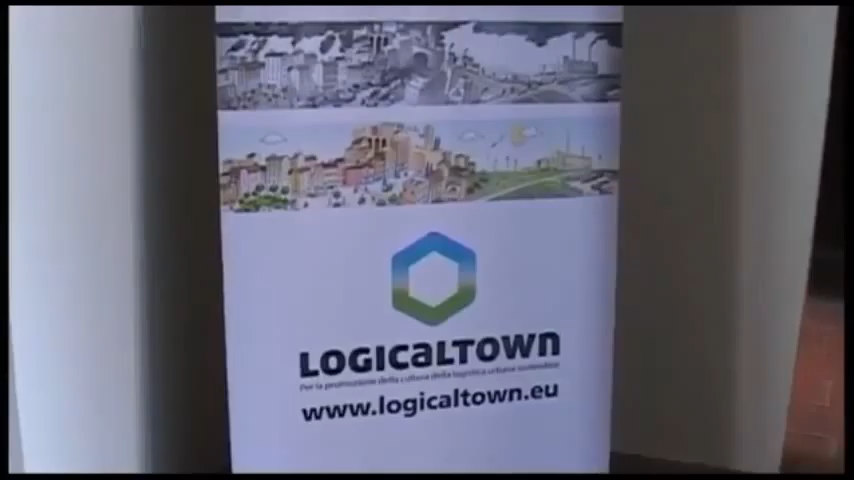 LOGICALTOWN
Per la promozione della cultura della logistica urbana sostenibile
www.logicaltown.eu